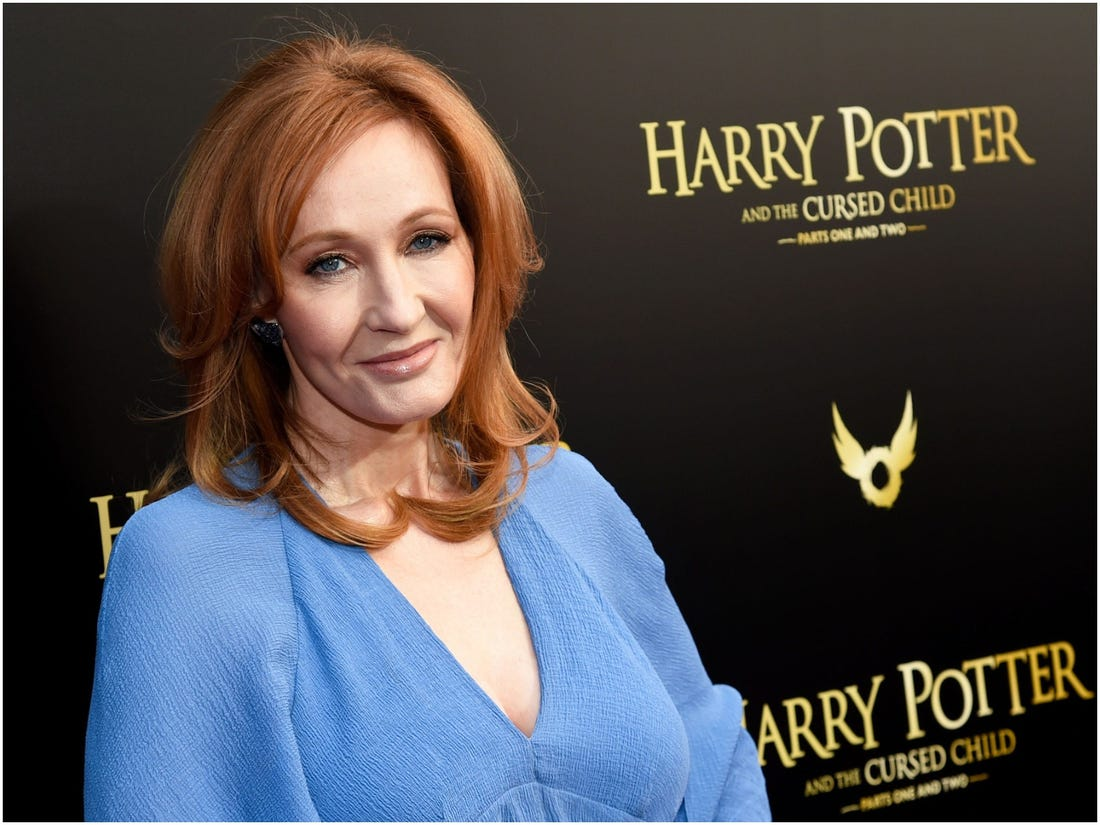 HARRY POTTER
AND THE CURSED CHILD
PARTS ONE AND TWO
H
HARRY POTTER
AND THE CURSED CHILD
PARTS ONE AND TWO